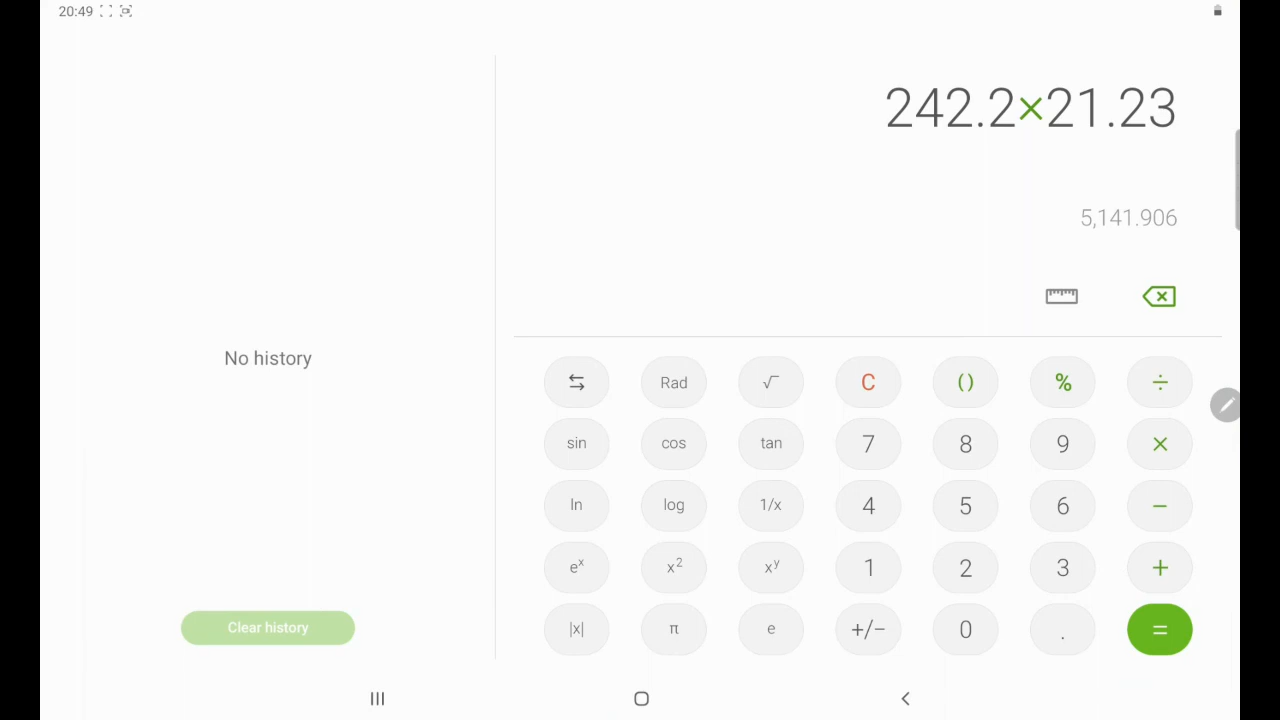 20:49
242.2×21.23
5,141.906
No history
Clear history
Rad √ C () % ÷
sin cos tan 7 8 9 ×
ln log 1/x 4 5 6 −
eˣ x² xʸ 1 2 3 +
|x| π e +/− 0 . =